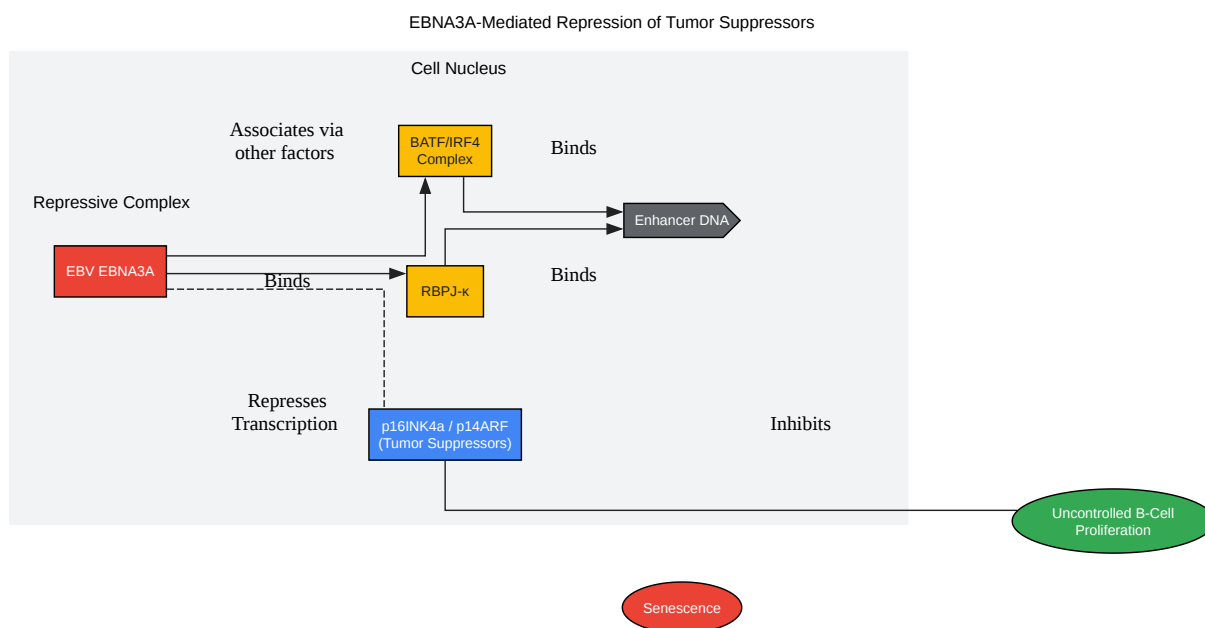 EBNA3A-Mediated Repression of Tumor Suppressors
Cell Nucleus
Associates via
other factors
BATF/IRF4
Complex
Binds
Repressive Complex
Enhancer DNA
EBV EBNA3A
Binds
RBPJ-κ
Binds
Represses
Transcription
p16INK4a / p14ARF
(Tumor Suppressors)
Inhibits
Uncontrolled B-Cell
Proliferation
Senescence